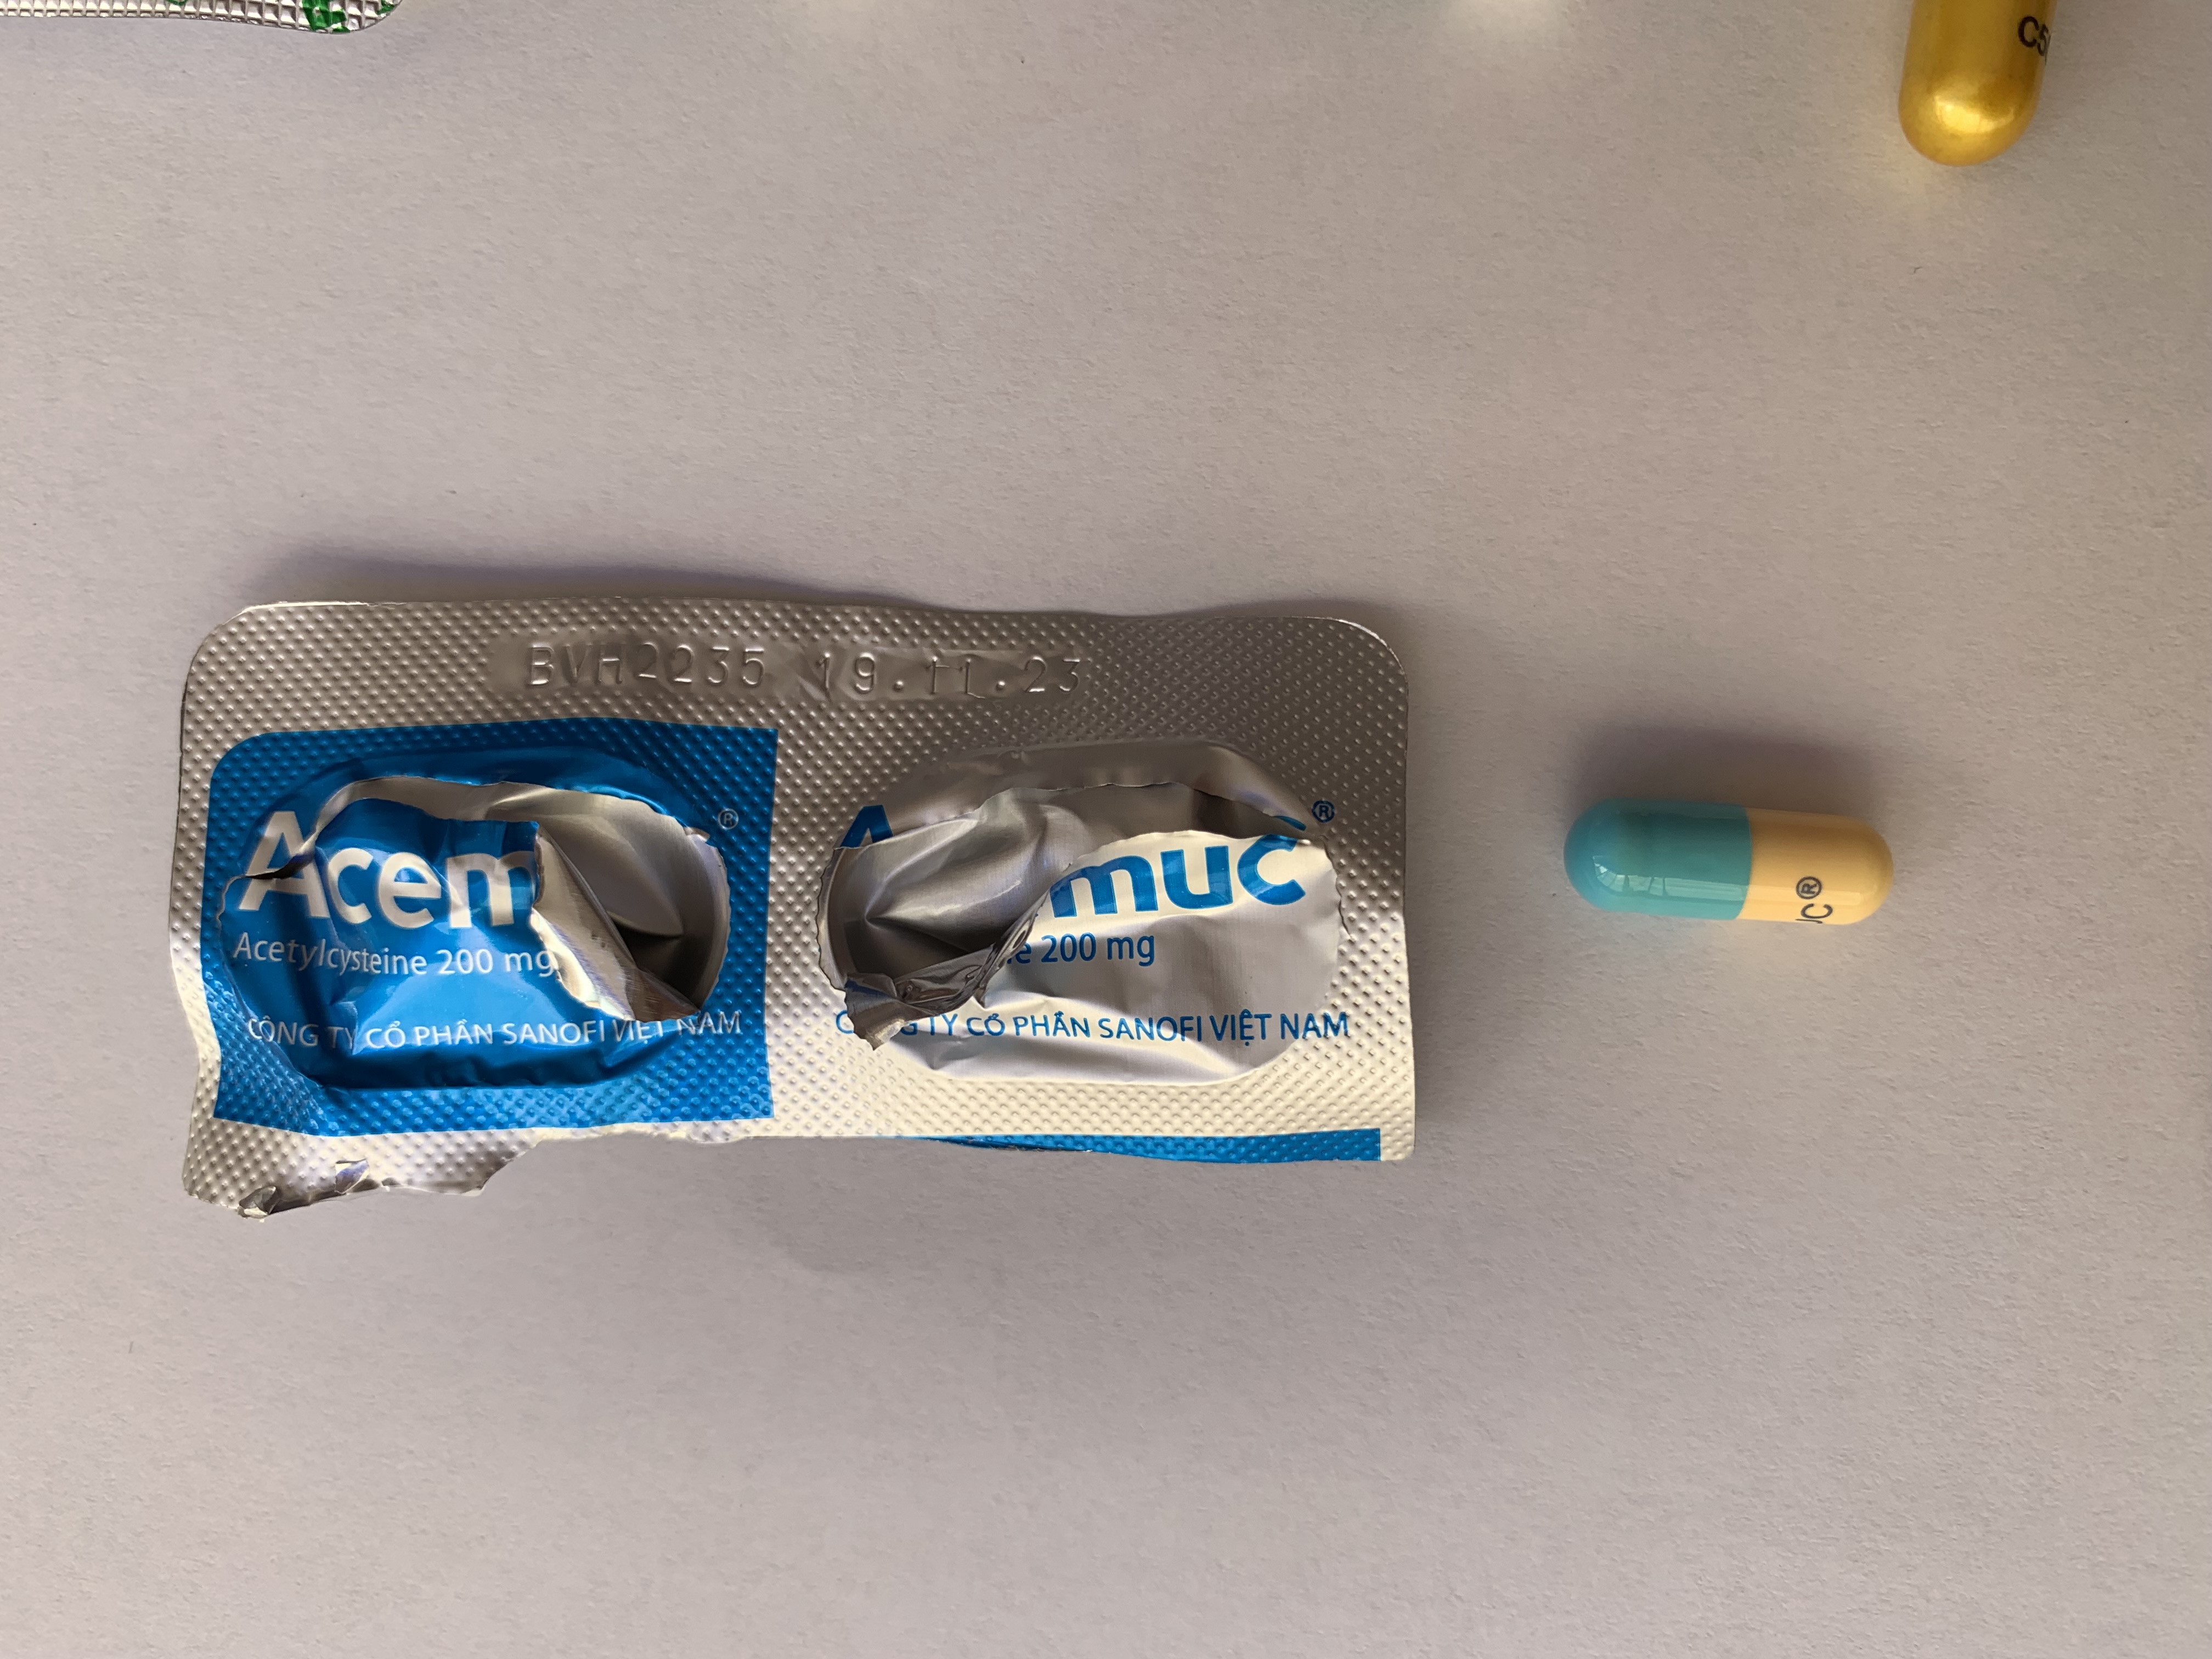 Acem
®
Acetylcysteine 200 mg
CÔNG TY CỔ PHẦN SANOFI VIỆT NAM
BVH2235 19.11.23
muc
®
200 mg
TY CỔ PHẦN SANOFI VIỆT NAM
UC®